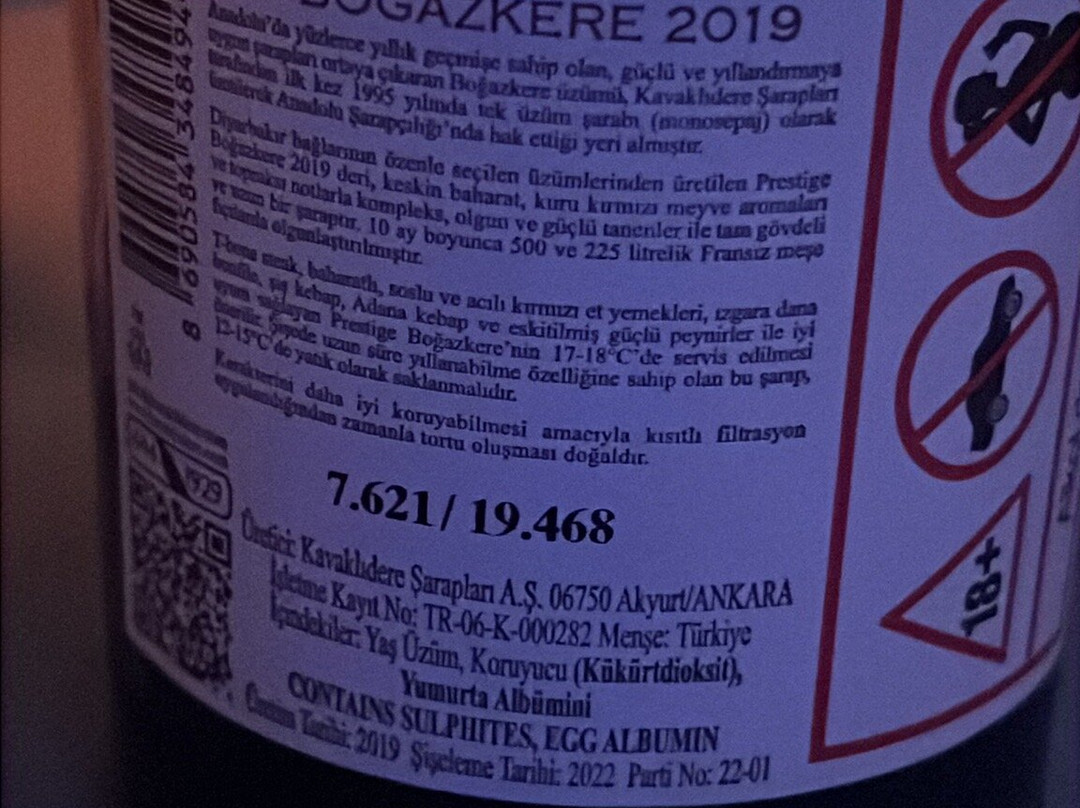 BOĞAZKERE 2019
Anadolu'da yüzlerce yıllık geçmişe sahip olan, güçlü ve yıllandırmaya
uygun şarapları ortaya çıkaran Boğazkere üzümü, Kavaklıdere Şarapları
tarafından ilk kez 1995 yılında tek üzüm şarabı (monosepaj) olarak
Anadolu Şarapçılığı'nda hak ettiği yeri almıştır.
Diyarbakır bağlarının özenle seçilen üzümlerinden üretilen Prestige
Boğazkere 2019 deri, keskin baharat, kuru kırmızı meyve aromaları
ve topraksı notlarla kompleks, olgun ve güçlü tanenler ile tam gövdeli
ve uzun bir şaraptır. 10 ay boyunca 500 ve 225 litrelik Fransız meşe
fıçılarda olgunlaştırılmıştır.
T-bone steak, baharatlı, soslu ve acılı kırmızı et yemekleri, ızgara dana
bonfile, şiş kebap, Adana kebap ve eskitilmiş güçlü peynirler ile iyi
uyum sağlayan Prestige Boğazkere'nin 17-18°C'de servis edilmesi
önerilir. Şişede uzun süre yıllanabilme özelliğine sahip olan bu şarap,
12-15°C'de yatık olarak saklanmalıdır.
Karakterini daha iyi koruyabilmesi amacıyla kısıtlı filtrasyon
uygulandığından zamanla tortu oluşması doğaldır.
7.621/ 19.468
Üretici: Kavaklıdere Şarapları A.Ş. 06750 Akyurt/ANKARA
İşletme Kayıt No: TR-06-K-000282 Menşe: Türkiye
İçindekiler: Yaş Üzüm, Koruyucu (Kükürtdioksit),
Yumurta Albümini
CONTAINS SULPHITES, EGG ALBUMIN
Üretim Tarihi: 2019 Şişeleme Tarihi: 2022 Parti No: 22-01
18+
1929